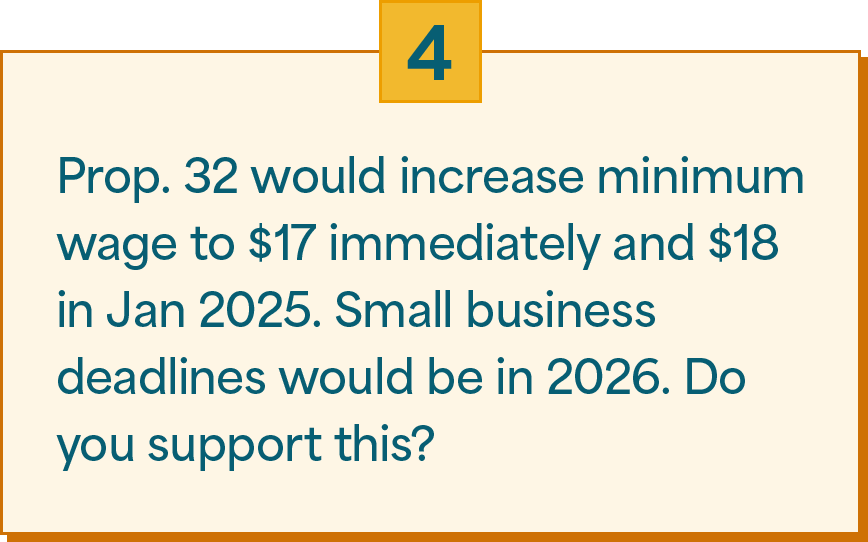 4
Prop. 32 would increase minimum
wage to $17 immediately and $18
in Jan 2025. Small business
deadlines would be in 2026. Do
you support this?